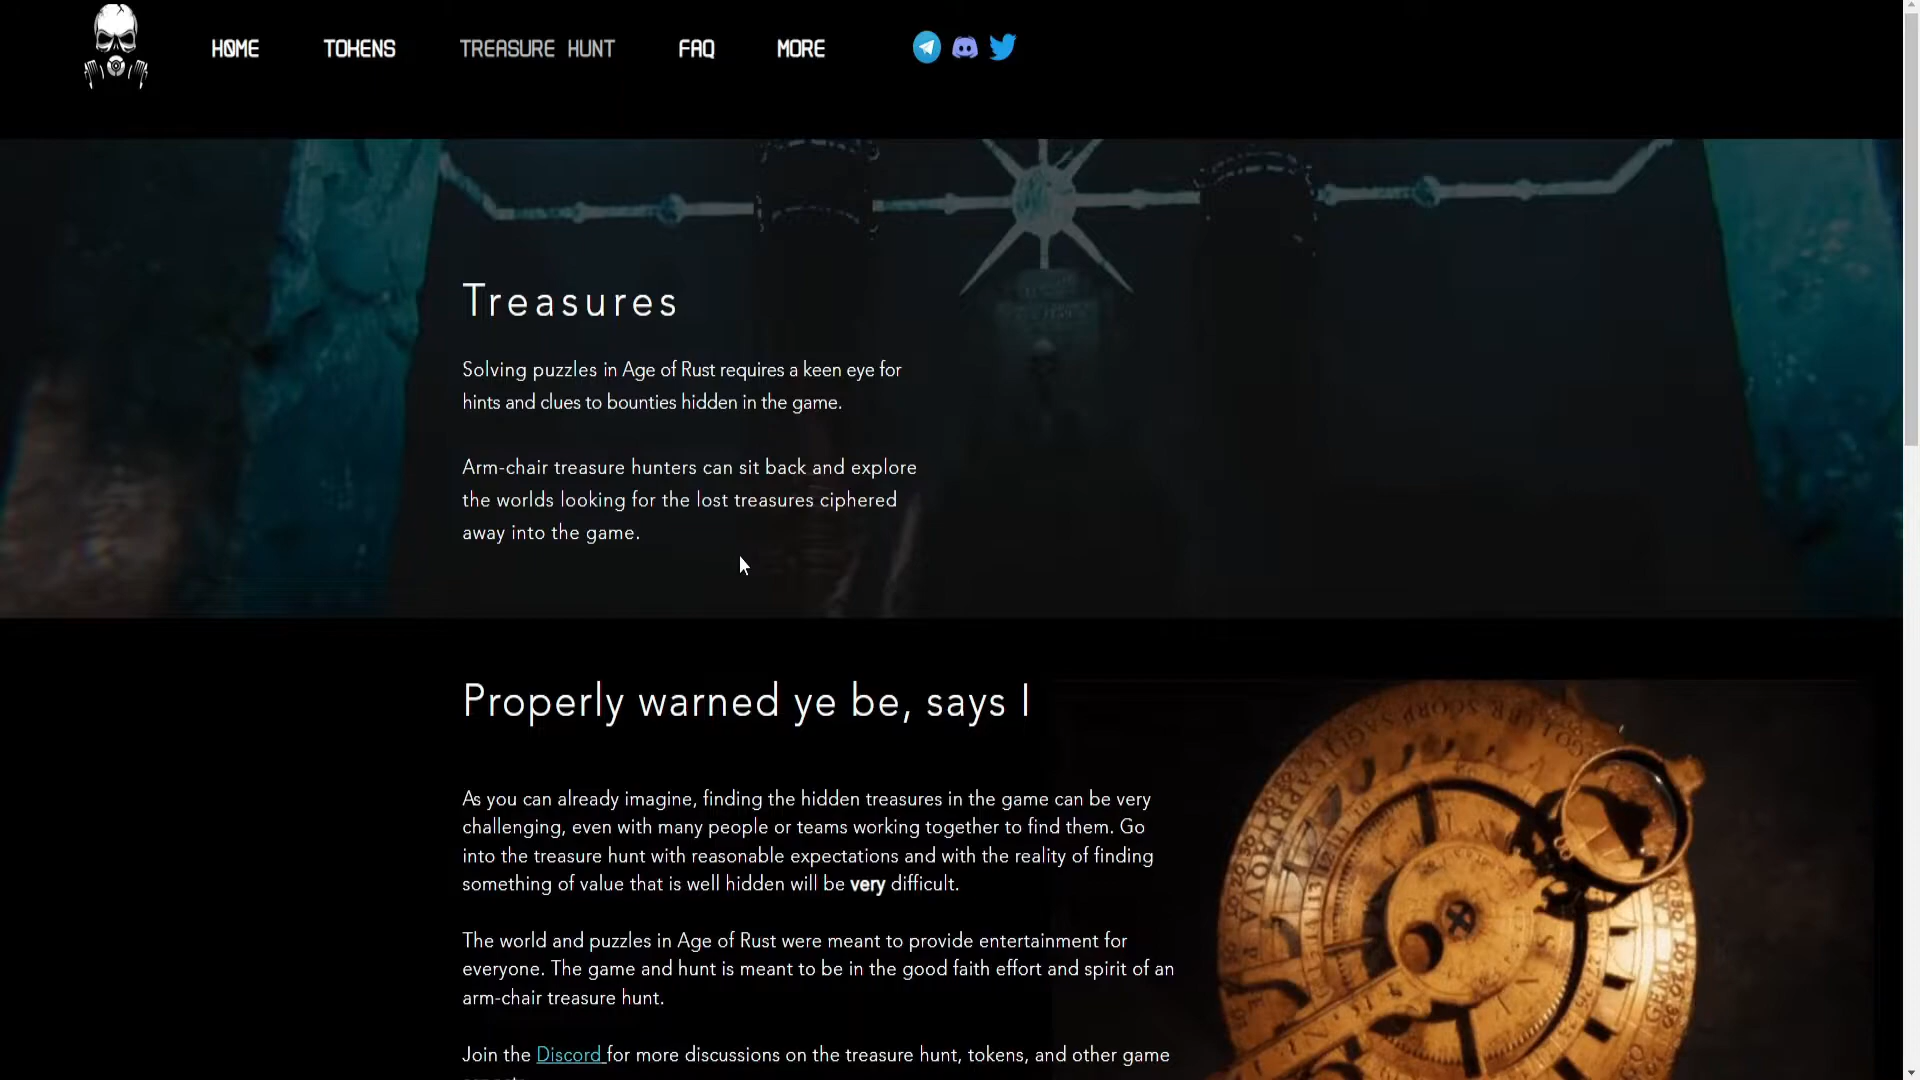 HOME TOKENS TREASURE HUNT FAQ MORE
Treasures
Solving puzzles in Age of Rust requires a keen eye for
hints and clues to bounties hidden in the game.
Arm-chair treasure hunters can sit back and explore
the worlds looking for the lost treasures ciphered
away into the game.
Properly warned ye be, says I
As you can already imagine, finding the hidden treasures in the game can be very
challenging, even with many people or teams working together to find them. Go
into the treasure hunt with reasonable expectations and with the reality of finding
something of value that is well hidden will be very difficult.
The world and puzzles in Age of Rust were meant to provide entertainment for
everyone. The game and hunt is meant to be in the good faith effort and spirit of an
arm-chair treasure hunt.
Join the Discord for more discussions on the treasure hunt, tokens, and other game